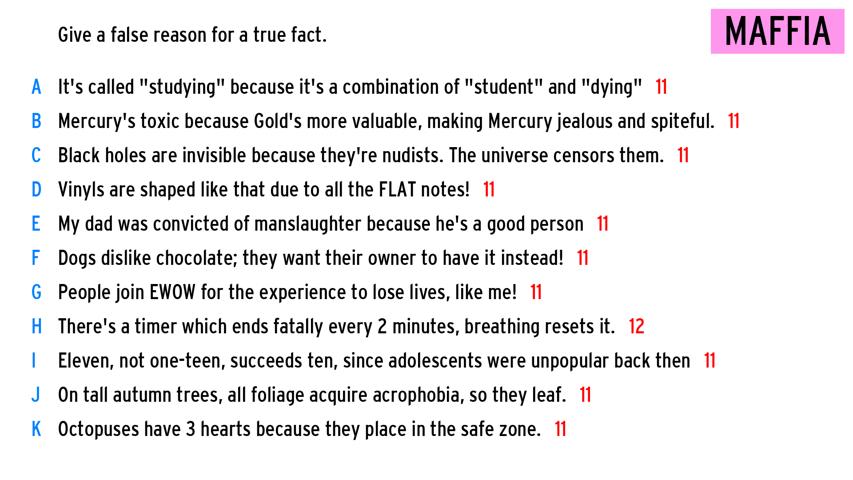 Give a false reason for a true fact.
MAFFIA
A It's called "studying" because it's a combination of "student" and "dying" 11
B Mercury's toxic because Gold's more valuable, making Mercury jealous and spiteful. 11
C Black holes are invisible because they're nudists. The universe censors them. 11
D Vinyls are shaped like that due to all the FLAT notes! 11
E My dad was convicted of manslaughter because he's a good person 11
F Dogs dislike chocolate; they want their owner to have it instead! 11
G People join EWOW for the experience to lose lives, like me! 11
H There's a timer which ends fatally every 2 minutes, breathing resets it. 12
I Eleven, not one-teen, succeeds ten, since adolescents were unpopular back then 11
J On tall autumn trees, all foliage acquire acrophobia, so they leaf. 11
K Octopuses have 3 hearts because they place in the safe zone. 11